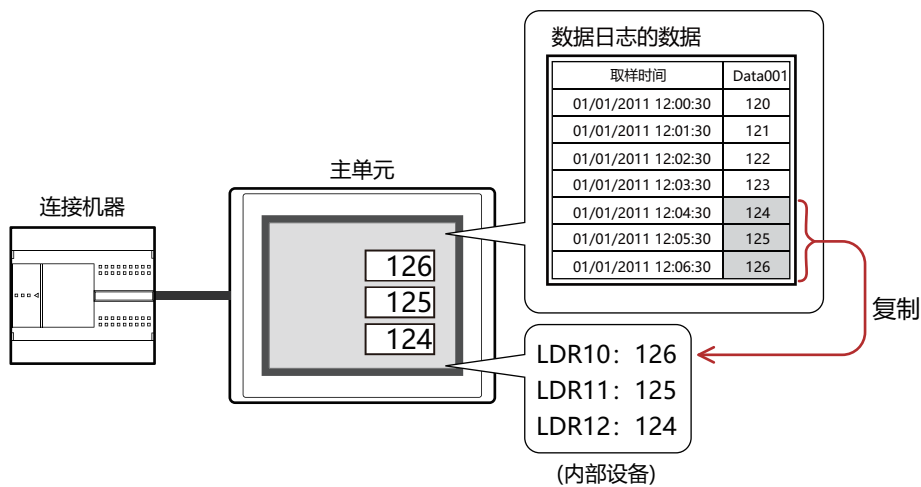 数据日志的数据
取样时间 Data001
01/01/2011 12:00:30 120
01/01/2011 12:01:30 121
01/01/2011 12:02:30 122
01/01/2011 12:03:30 123
01/01/2011 12:04:30 124
01/01/2011 12:05:30 125
01/01/2011 12:06:30 126
主单元
连接机器
126
125
124
复制
LDR10：126
LDR11：125
LDR12：124
(内部设备)